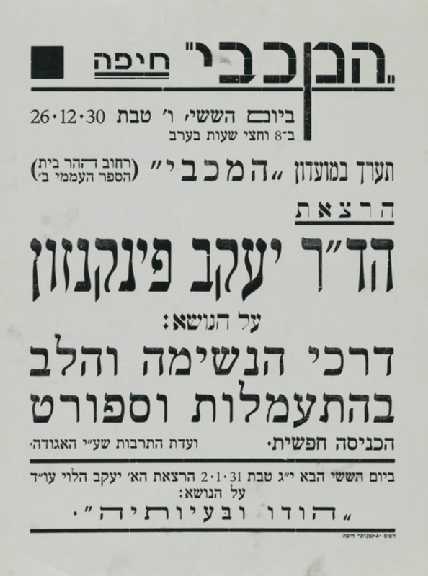 „המכבי" חיפה
ביום הששי, ו' טבת 26·12·30
ב־8 וחצי שעות בערב
תערך במועדון „המכבי" (רחוב ההר בית
הספר העממי ב')
הרצאת
הד"ר יעקב פינקנזון
על הנושא:
דרכי הנשימה והלב
בהתעמלות וספורט
הכניסה חפשית· ועדת התרבות שע"י האגודה·
ביום הששי הבא י"ג טבת 2·1·31 הרצאת הא' יעקב הלוי עו"ד
על הנושא:
„הודו ובעיותיה"·